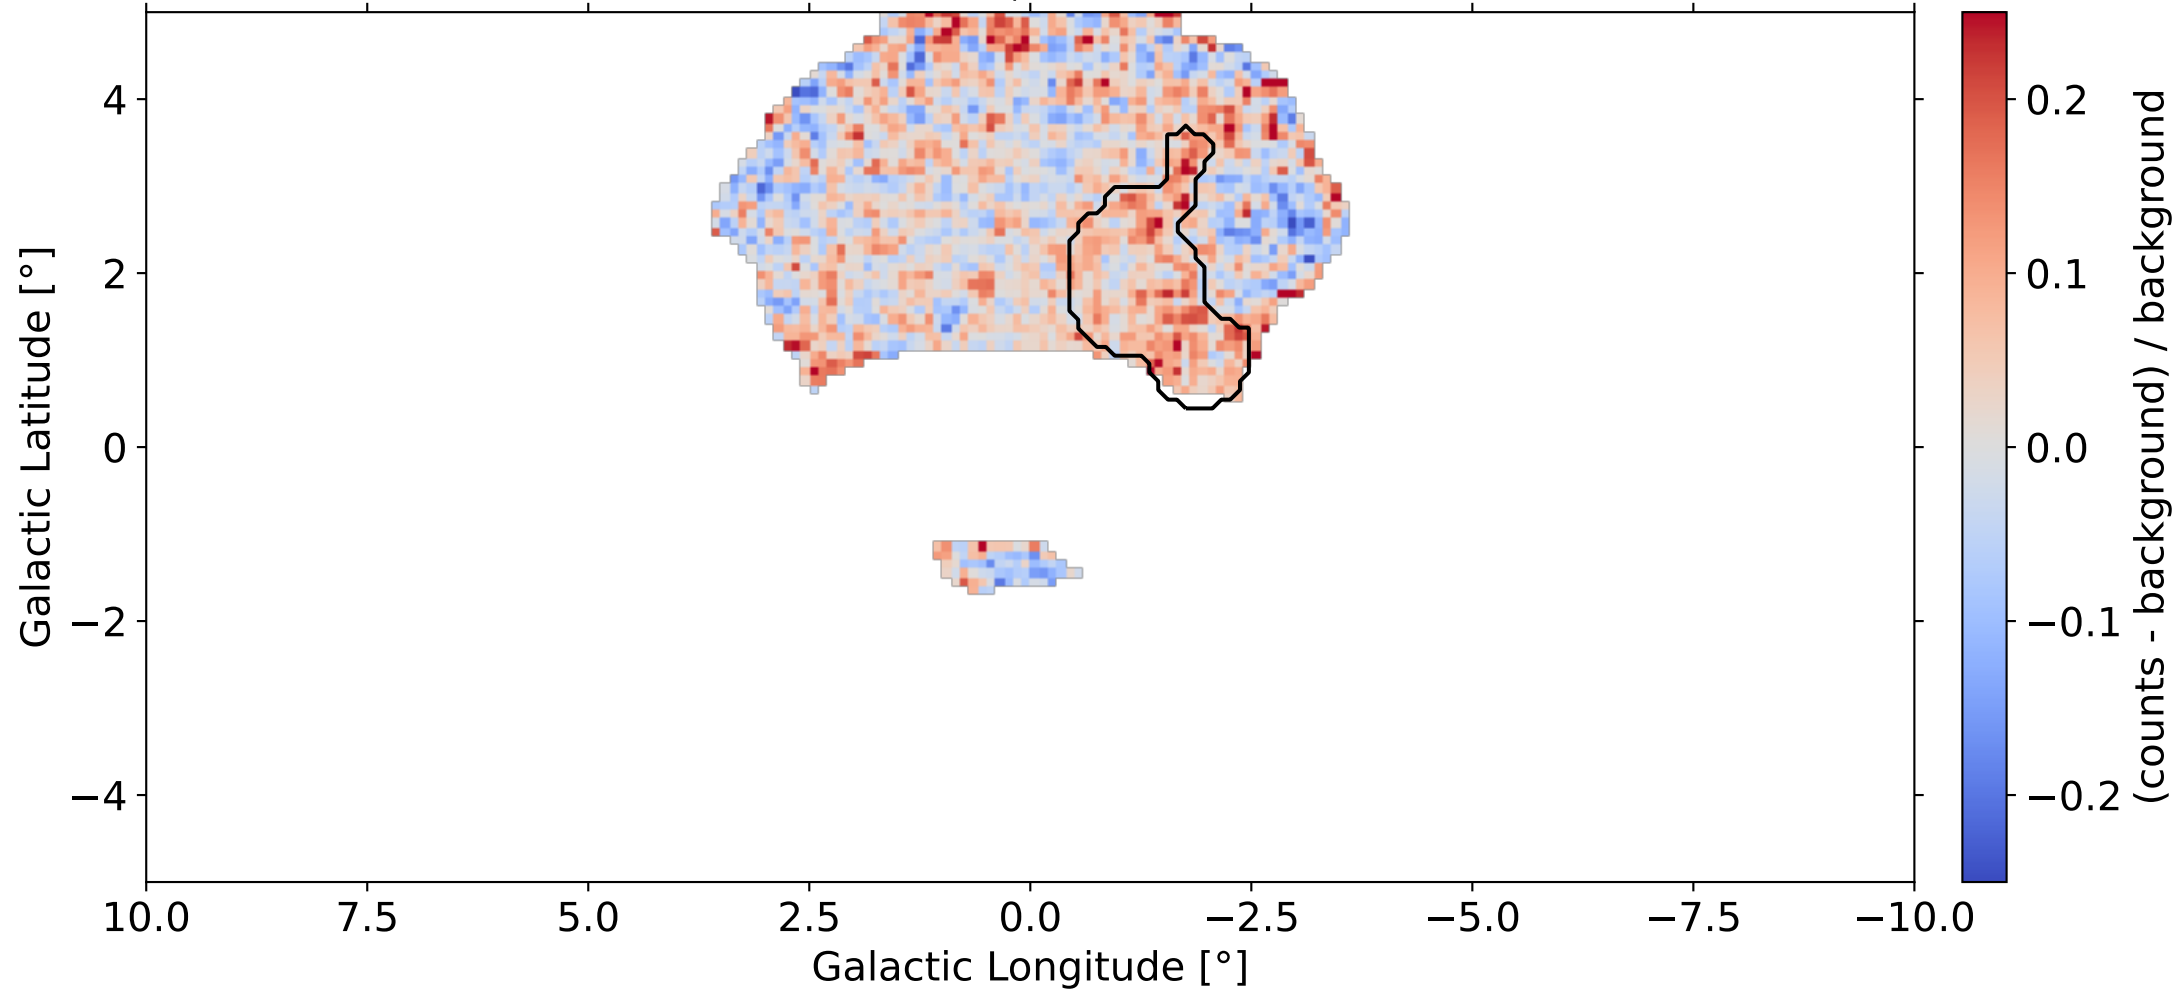 4
2
0
−2
−4
Galactic Latitude [°]
10.0 7.5 5.0 2.5 0.0 −2.5 −5.0 −7.5 −10.0
Galactic Longitude [°]
0.2
0.1
0.0
−0.1
−0.2
(counts - background) / background